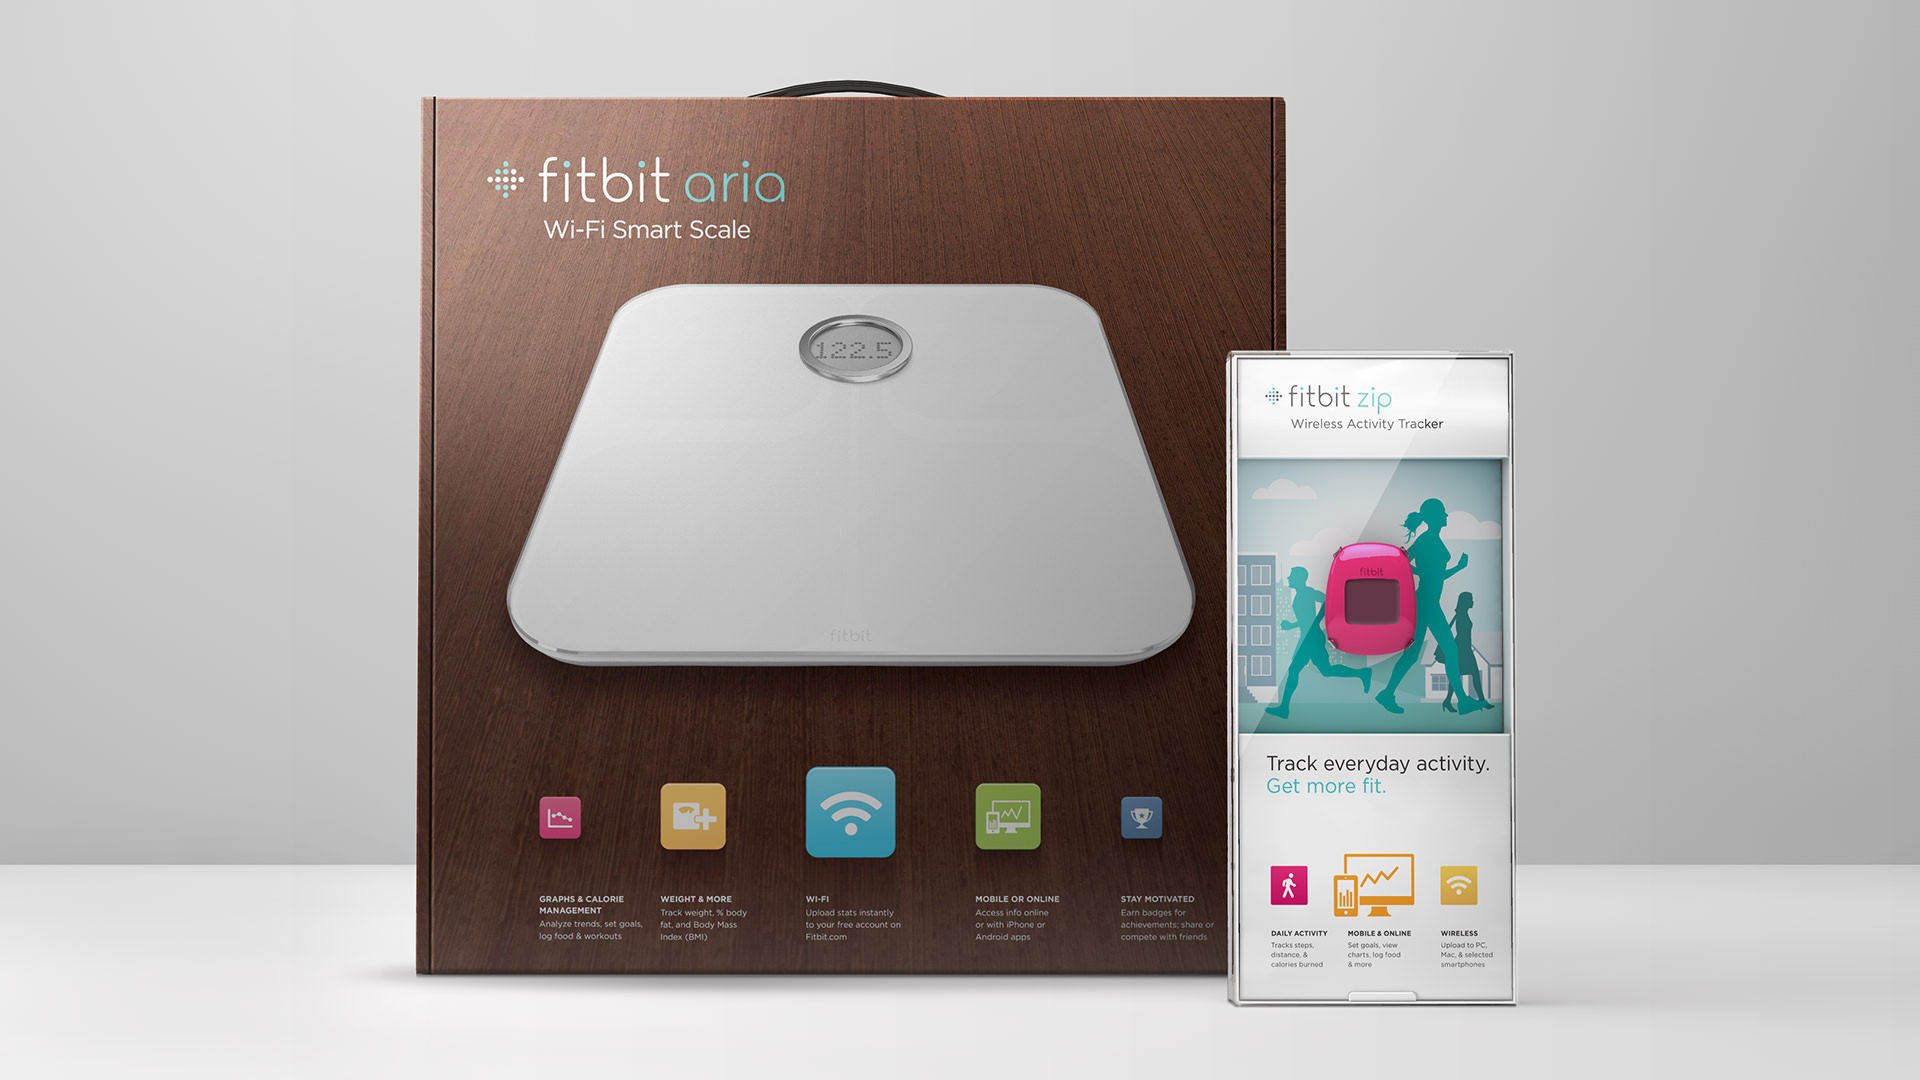 fitbit aria
Wi-Fi Smart Scale
122.5
fitbit
GRAPHS & CALORIE
MANAGEMENT
Analyze trends, set goals,
log food & workouts
WEIGHT & MORE
Track weight, % body
fat, and Body Mass
Index (BMI)
WI-FI
Upload stats instantly
to your free account on
Fitbit.com
MOBILE OR ONLINE
Access info online
or with iPhone or
Android apps
STAY MOTIVATED
Earn badges for
achievements; share or
compete with friends
fitbit zip
Wireless Activity Tracker
fitbit
Track everyday activity.
Get more fit.
DAILY ACTIVITY
Tracks steps,
distance, &
calories burned
MOBILE & ONLINE
Set goals, view
charts, log food
& more
WIRELESS
Upload to PC,
Mac, & selected
smartphones